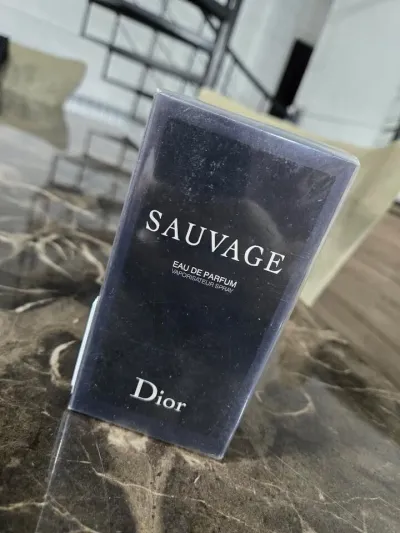 SAUVAGE
EAU DE PARFUM
VAPORISATEUR SPRAY
Dior